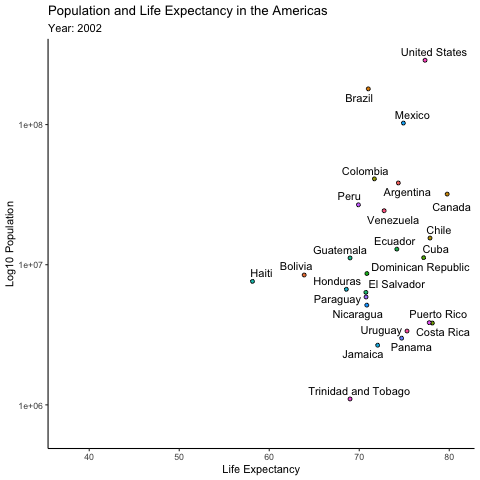 Population and Life Expectancy in the Americas
Year: 2002
United States
Brazil
Mexico
1e+08
Colombia
Argentina
Peru
Canada
Venezuela
Chile
Ecuador
Guatemala
Cuba
1e+07
Bolivia
Dominican Republic
Haiti
Honduras
El Salvador
Paraguay
Nicaragua
Puerto Rico
Uruguay
Costa Rica
Panama
Jamaica
Trinidad and Tobago
1e+06
Log10 Population
40 50 60 70 80
Life Expectancy